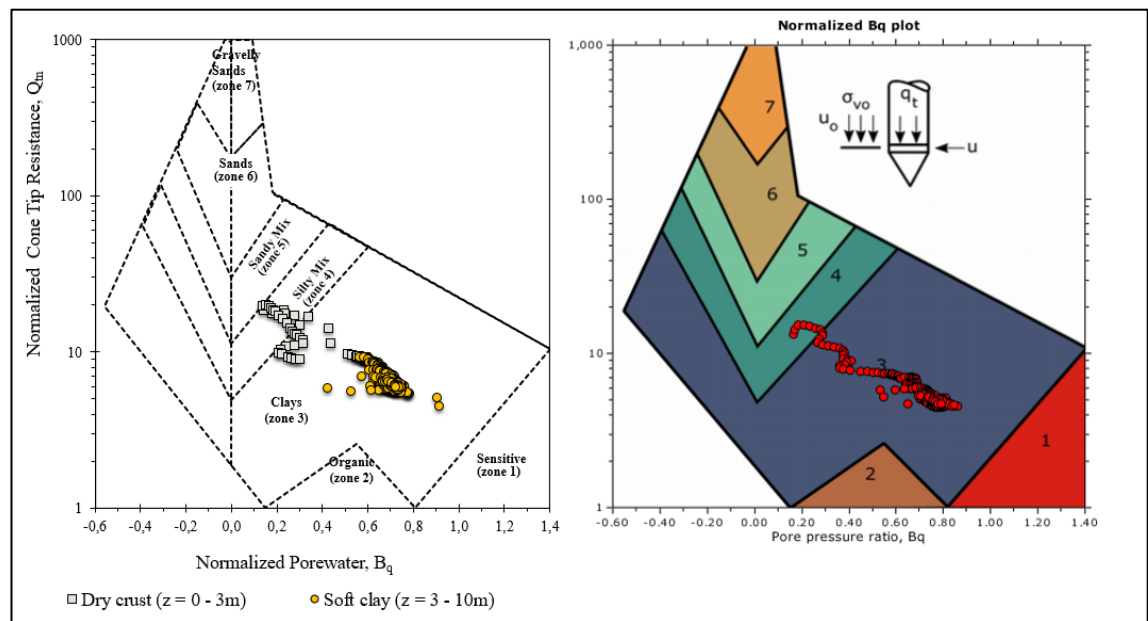 1000
100
10
1
Normalized Cone Tip Resistance, Qtn
Gravelly
Sands
(zone 7)
Sands
(zone 6)
Sandy Mix
(zone 5)
Silty Mix
(zone 4)
Clays
(zone 3)
Organic
(zone 2)
Sensitive
(zone 1)
-0,6 -0,4 -0,2 0,0 0,2 0,4 0,6 0,8 1,0 1,2 1,4
Normalized Porewater, Bq
Dry crust (z = 0 - 3m) Soft clay (z = 3 - 10m)
Normalized Bq plot
1,000
100
10
1
σvo
uo
qt
u
7
6
5
4
3
2
1
-0.60 -0.40 -0.20 0.00 0.20 0.40 0.60 0.80 1.00 1.20 1.40
Pore pressure ratio, Bq